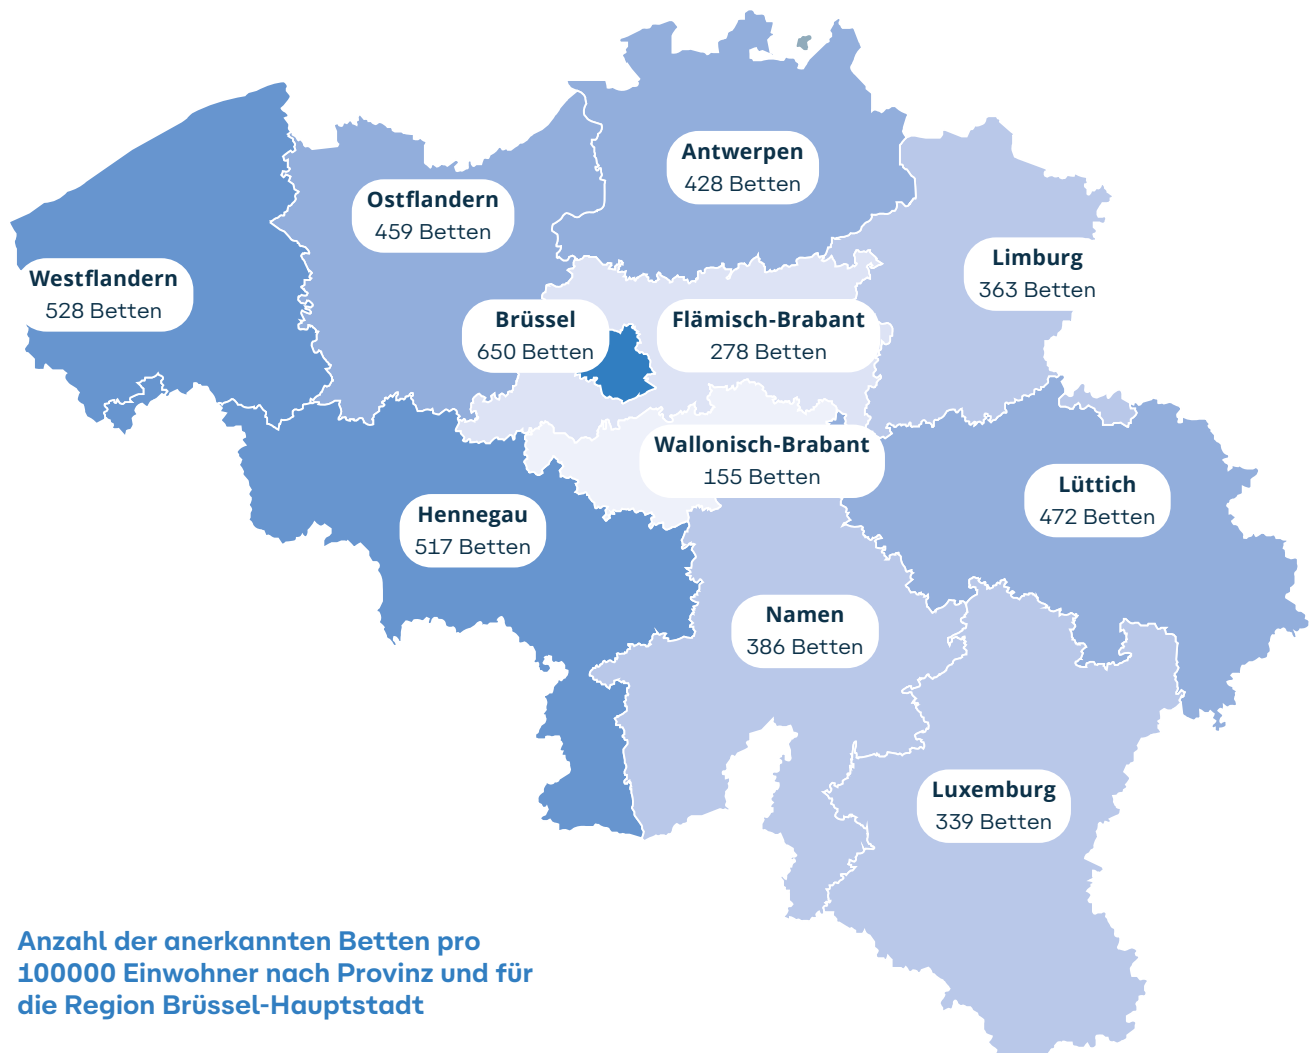 Antwerpen
428 Betten
Ostflandern
459 Betten
Limburg
363 Betten
Westflandern
528 Betten
Brüssel
650 Betten
Flämisch-Brabant
278 Betten
Wallonisch-Brabant
155 Betten
Lüttich
472 Betten
Hennegau
517 Betten
Namen
386 Betten
Luxemburg
339 Betten
Anzahl der anerkannten Betten pro
100000 Einwohner nach Provinz und für
die Region Brüssel-Hauptstadt